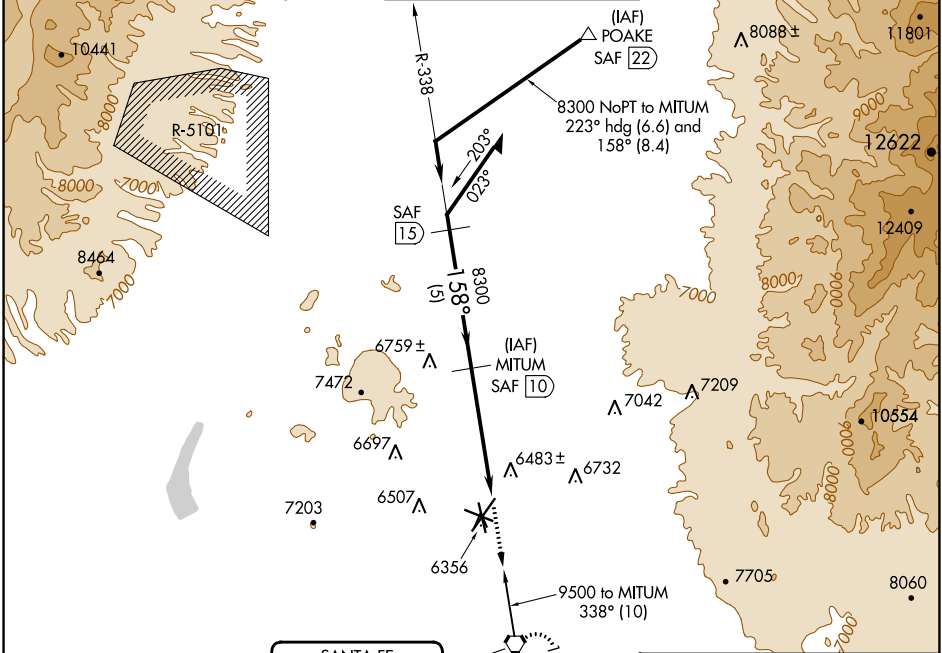 (IAF)
POAKE
SAF 22
8088 ±
11801
10441
8000
R-338
R-5101
8300 NoPT to MITUM
223° hdg (6.6) and
158° (8.4)
9000
12622
203°
023°
8000
7000
SAF
15
12409
8464
7000
8300
158°
(5)
7000
8000
9000
6759 ±
(IAF)
MITUM
SAF 10
7472
7042
7209
10554
6697
6483 ±
6732
8000
9000
6507
7203
6356
7705
8060
9500 to MITUM
338° (10)
7000
SANTA FE